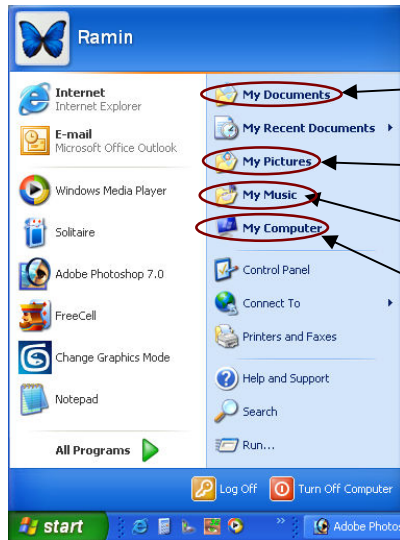 Ramin
Internet
Internet Explorer
E-mail
Microsoft Office Outlook
Windows Media Player
Solitaire
Adobe Photoshop 7.0
FreeCell
Change Graphics Mode
Notepad
All Programs
My Documents
My Recent Documents
My Pictures
My Music
My Computer
Control Panel
Connect To
Printers and Faxes
Help and Support
Search
Run...
Log Off
Turn Off Computer
start
Adobe Photos